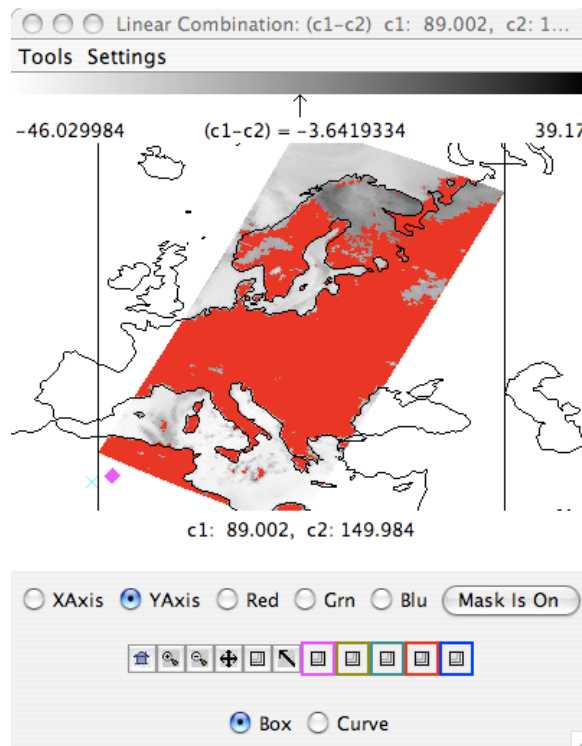 Linear Combination: (c1-c2) c1: 89.002, c2: 1...
Tools Settings
-46.029984 (c1-c2) = -3.6419334 39.17
c1: 89.002, c2: 149.984
XAxis YAxis Red Grn Blu Mask Is On
Box Curve